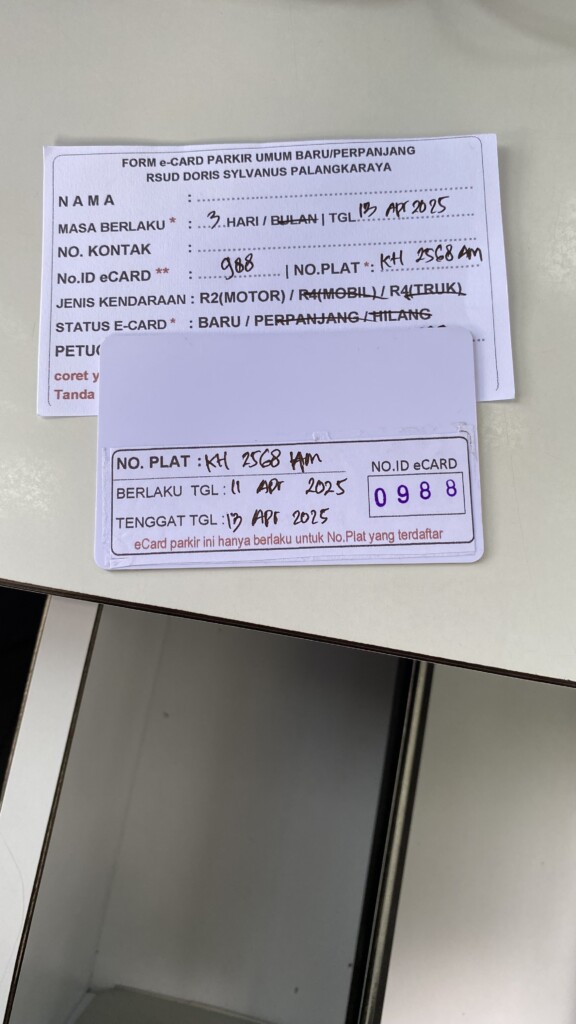 FORM e-CARD PARKIR UMUM BARU/PERPANJANG
RSUD DORIS SYLVANUS PALANGKARAYA
NAMA :
MASA BERLAKU * : 3 HARI / BULAN | TGL 13 Apr 2025
NO. KONTAK :
No.ID eCARD ** : 988 | NO.PLAT *: KH 2568 AM
JENIS KENDARAAN : R2(MOTOR) / R4(MOBIL) / R4(TRUK)
STATUS E-CARD * : BARU / PERPANJANG / HILANG
coret
Tanda
NO. PLAT : KH 2568 AM
NO.ID eCARD
BERLAKU TGL : 11 Apr 2025
0988
TENGGAT TGL : 13 Apr 2025
eCard parkir ini hanya berlaku untuk No.Plat yang terdaftar